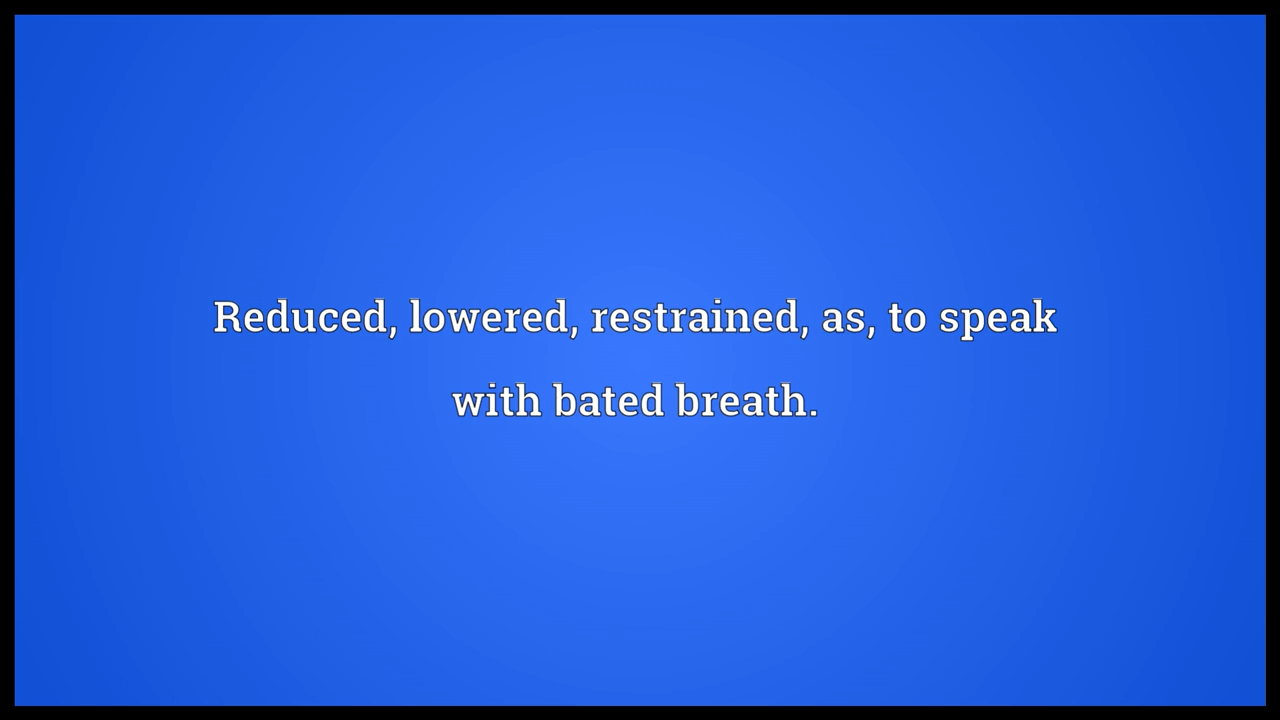 Reduced, lowered, restrained, as, to speak
with bated breath.